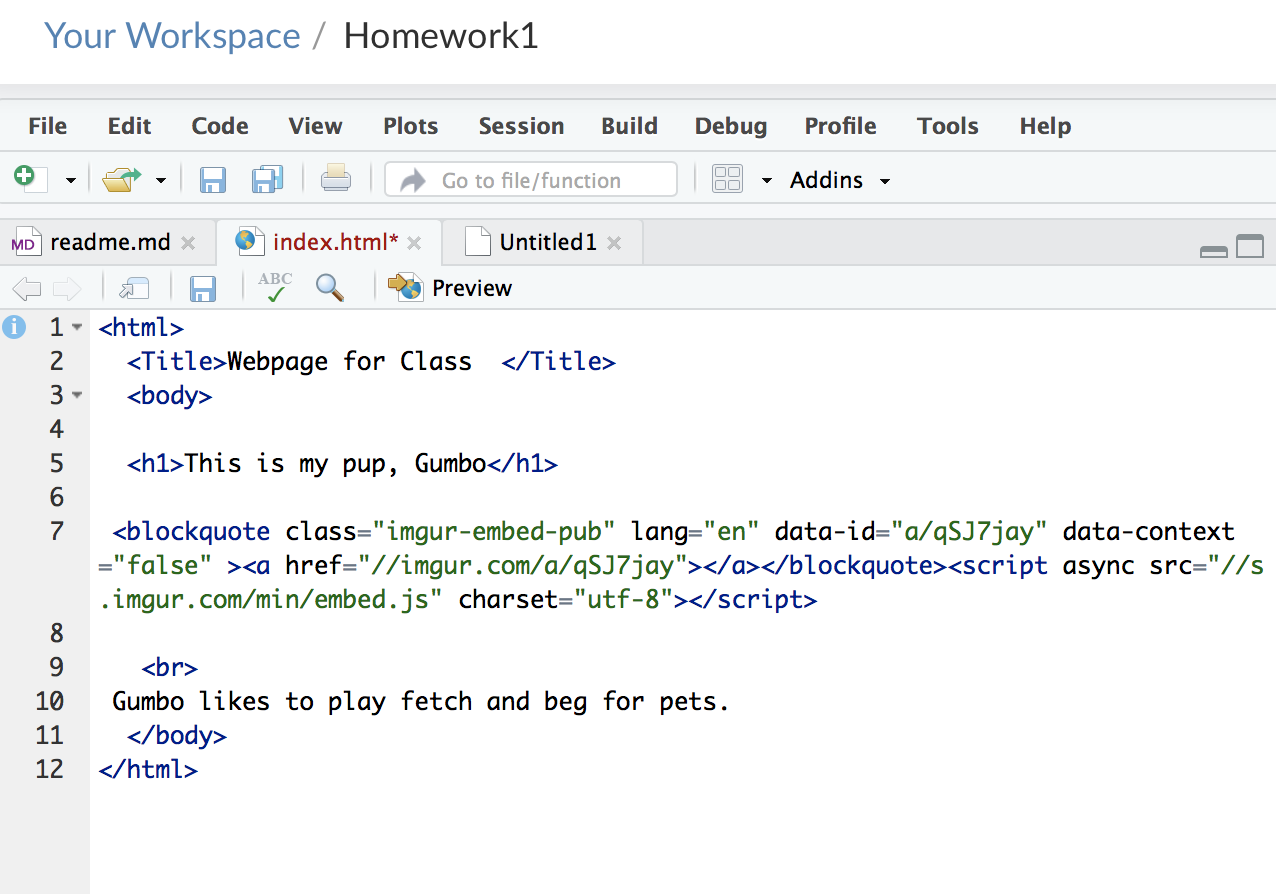 Your Workspace / Homework1
File Edit Code View Plots Session Build Debug Profile Tools Help
Go to file/function Addins
MD readme.md index.html* Untitled1
ABC Preview
1 <html>
2 <Title>Webpage for Class  </Title>
3 <body>
4
5 <h1>This is my pup, Gumbo</h1>
6
7 <blockquote class="imgur-embed-pub" lang="en" data-id="a/qSJ7jay" data-context
="false" ><a href="//imgur.com/a/qSJ7jay"></a></blockquote><script async src="//s
.imgur.com/min/embed.js" charset="utf-8"></script>
8
9 <br>
10 Gumbo likes to play fetch and beg for pets.
11 </body>
12 </html>